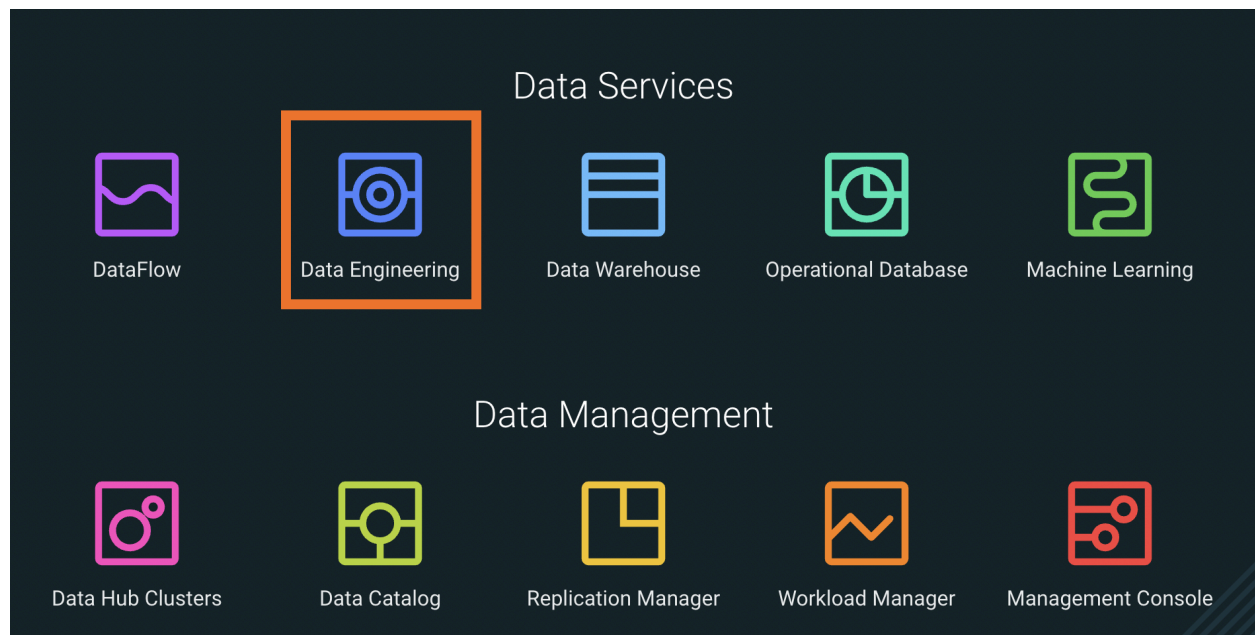 Data Services
DataFlow
Data Engineering
Data Warehouse
Operational Database
Machine Learning
Data Management
Data Hub Clusters
Data Catalog
Replication Manager
Workload Manager
Management Console